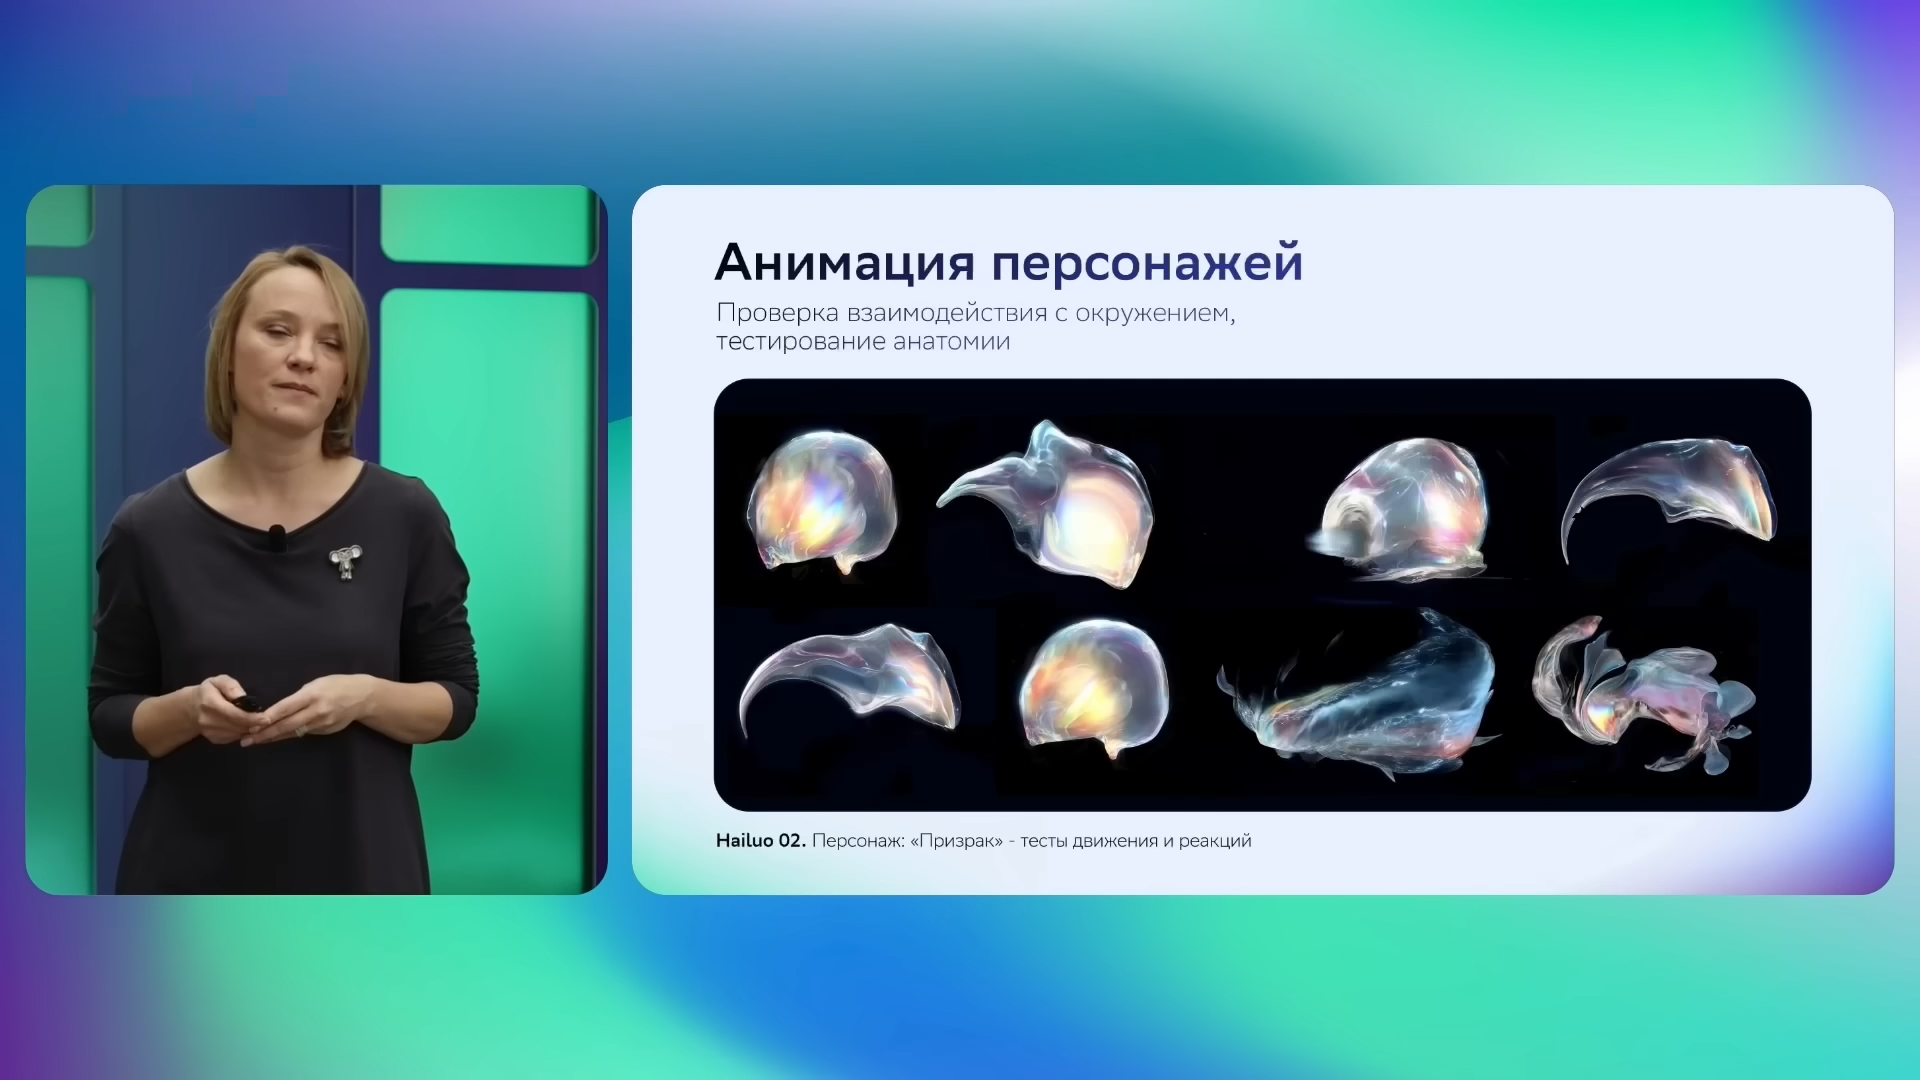 Анимация персонажей
Проверка взаимодействия с окружением,
тестирование анатомии
Hailuo 02. Персонаж: «Призрак» - тесты движения и реакций